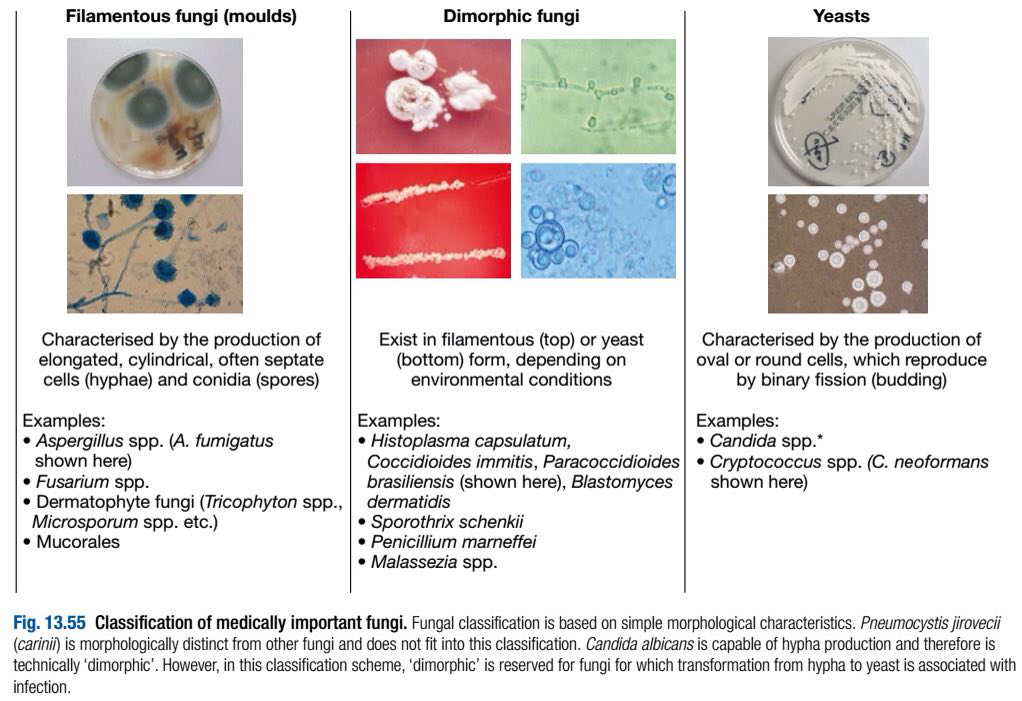 Filamentous fungi (moulds)
Characterised by the production of
elongated, cylindrical, often septate
cells (hyphae) and conidia (spores)
Examples:
• Aspergillus spp. (A. fumigatus
shown here)
• Fusarium spp.
• Dermatophyte fungi (Tricophyton spp.,
Microsporum spp. etc.)
• Mucorales
Dimorphic fungi
Exist in filamentous (top) or yeast
(bottom) form, depending on
environmental conditions
Examples:
• Histoplasma capsulatum,
Coccidioides immitis, Paracoccidioides
brasiliensis (shown here), Blastomyces
dermatidis
• Sporothrix schenkii
• Penicillium marneffei
• Malassezia spp.
Yeasts
Characterised by the production of
oval or round cells, which reproduce
by binary fission (budding)
Examples:
• Candida spp.*
• Cryptococcus spp. (C. neoformans
shown here)
Fig. 13.55 Classification of medically important fungi. Fungal classification is based on simple morphological characteristics. Pneumocystis jirovecii
(carinii) is morphologically distinct from other fungi and does not fit into this classification. Candida albicans is capable of hypha production and therefore is
technically ‘dimorphic’. However, in this classification scheme, ‘dimorphic’ is reserved for fungi for which transformation from hypha to yeast is associated with
infection.